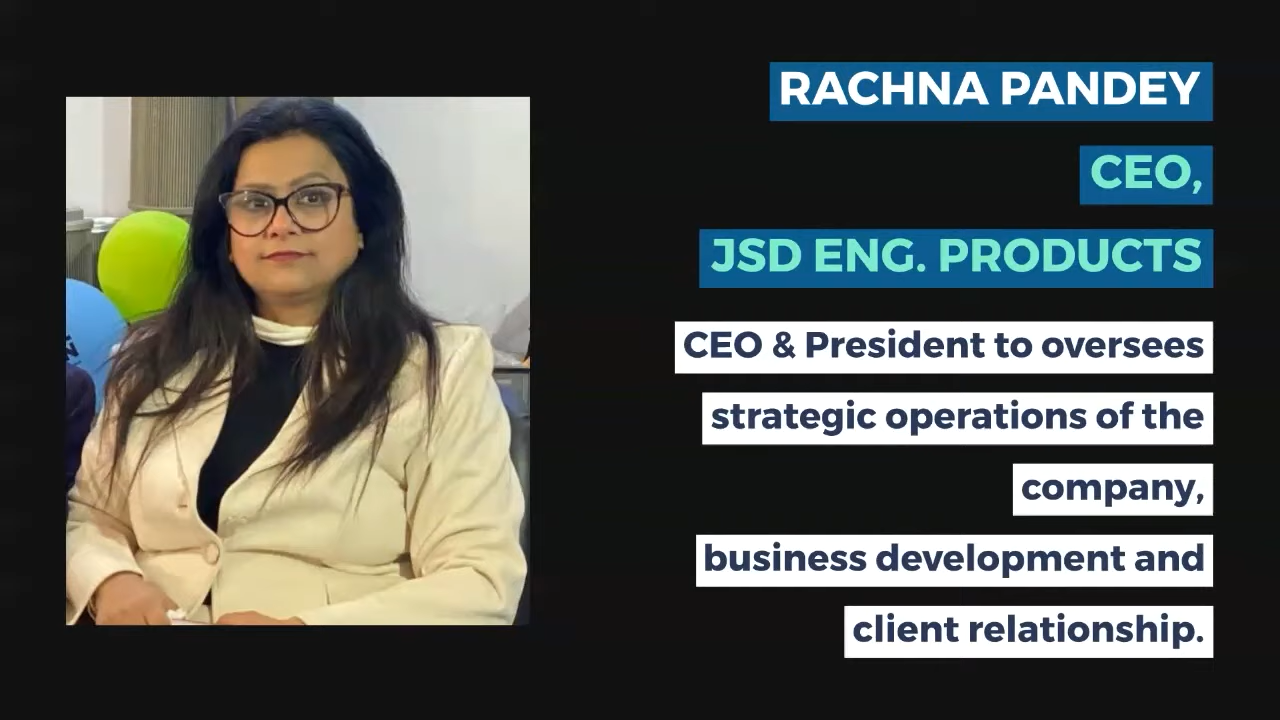 RACHNA PANDEY
CEO,
JSD ENG. PRODUCTS
CEO & President to oversees
strategic operations of the
company,
business development and
client relationship.